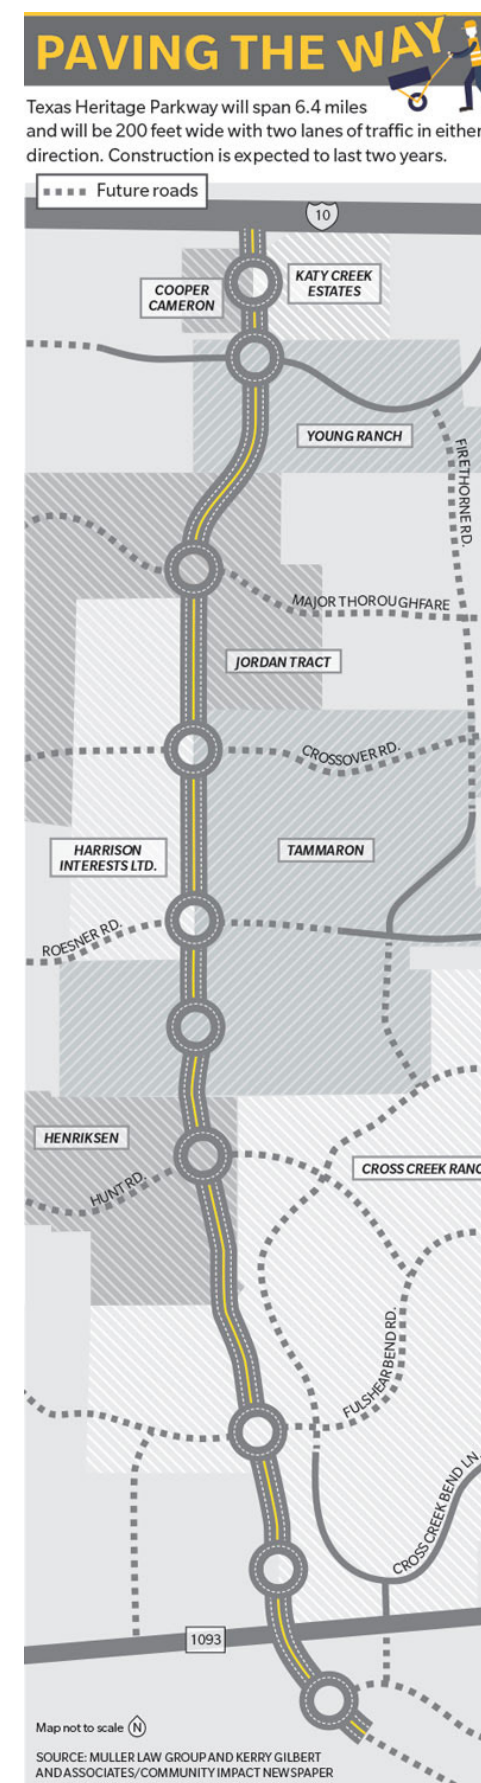 PAVING THE WAY
Texas Heritage Parkway will span 6.4 miles
and will be 200 feet wide with two lanes of traffic in either
direction. Construction is expected to last two years.
Future roads
10
COOPER
CAMERON
KATY CREEK
ESTATES
YOUNG RANCH
FIRETHORNE RD.
MAJOR THOROUGHFARE
JORDAN TRACT
CROSSOVER RD.
HARRISON
INTERESTS LTD.
TAMMARON
ROESNER RD.
HENRIKSEN
CROSS CREEK RANC
HUNT RD.
FULSHEAR BEND RD.
CROSS CREEK BEND LN.
1093
Map not to scale N
SOURCE: MULLER LAW GROUP AND KERRY GILBERT
AND ASSOCIATES/COMMUNITY IMPACT NEWSPAPER